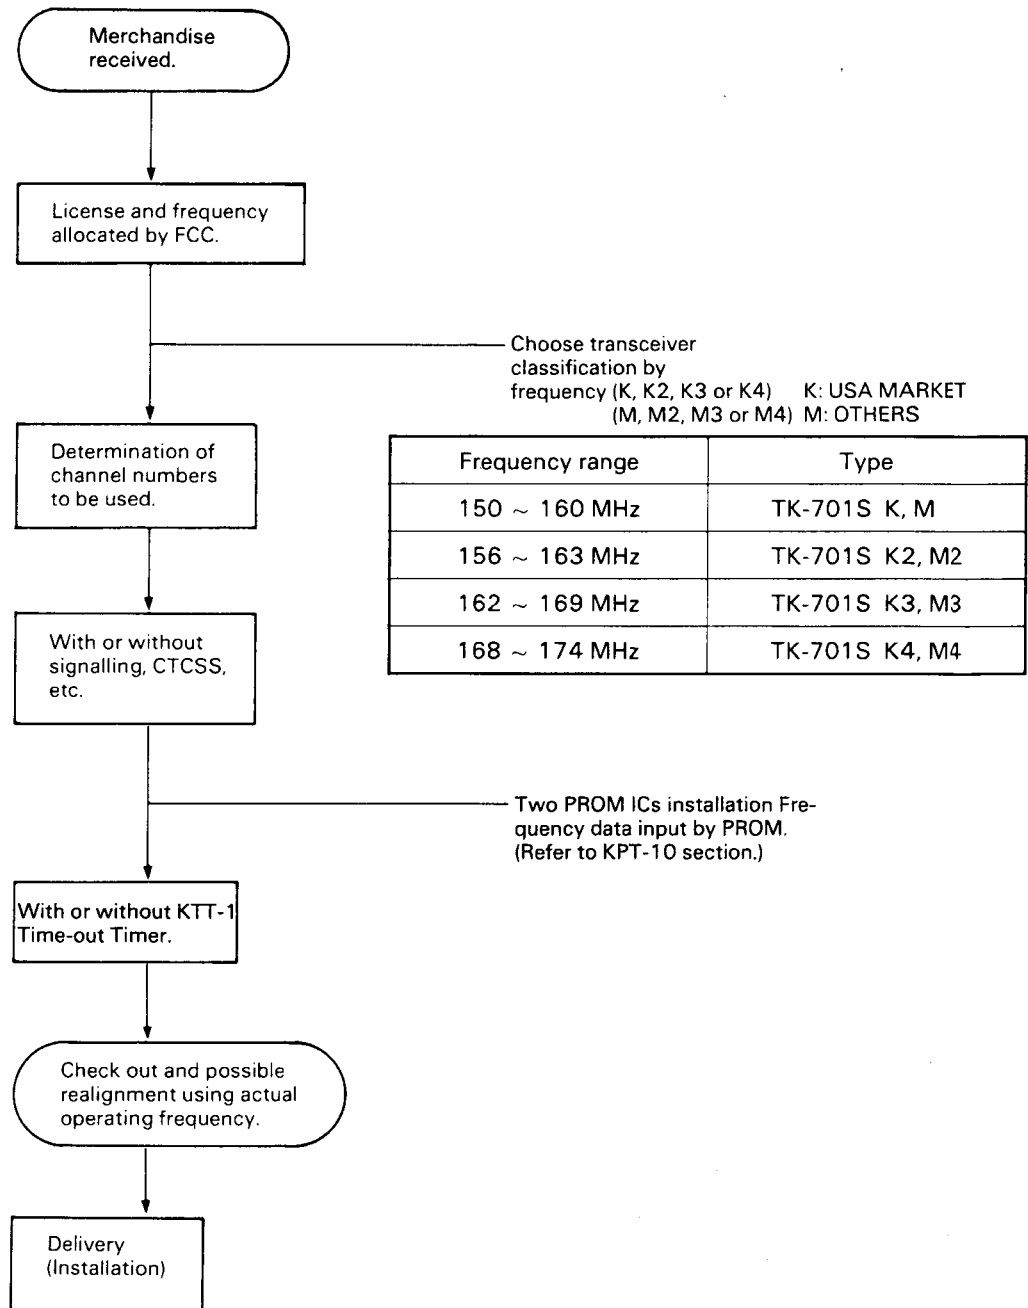 Merchandise
received.
License and frequency
allocated by FCC.
Choose transceiver
classification by
frequency (K, K2, K3 or K4) K: USA MARKET
(M, M2, M3 or M4) M: OTHERS
Frequency range Type
150 ~ 160 MHz TK-701S K, M
156 ~ 163 MHz TK-701S K2, M2
162 ~ 169 MHz TK-701S K3, M3
168 ~ 174 MHz TK-701S K4, M4
Determination of
channel numbers
to be used.
With or without
signalling, CTCSS,
etc.
Two PROM ICs installation Fre-
quency data input by PROM.
(Refer to KPT-10 section.)
With or without KTT-1
Time-out Timer.
Check out and possible
realignment using actual
operating frequency.
Delivery
(Installation)